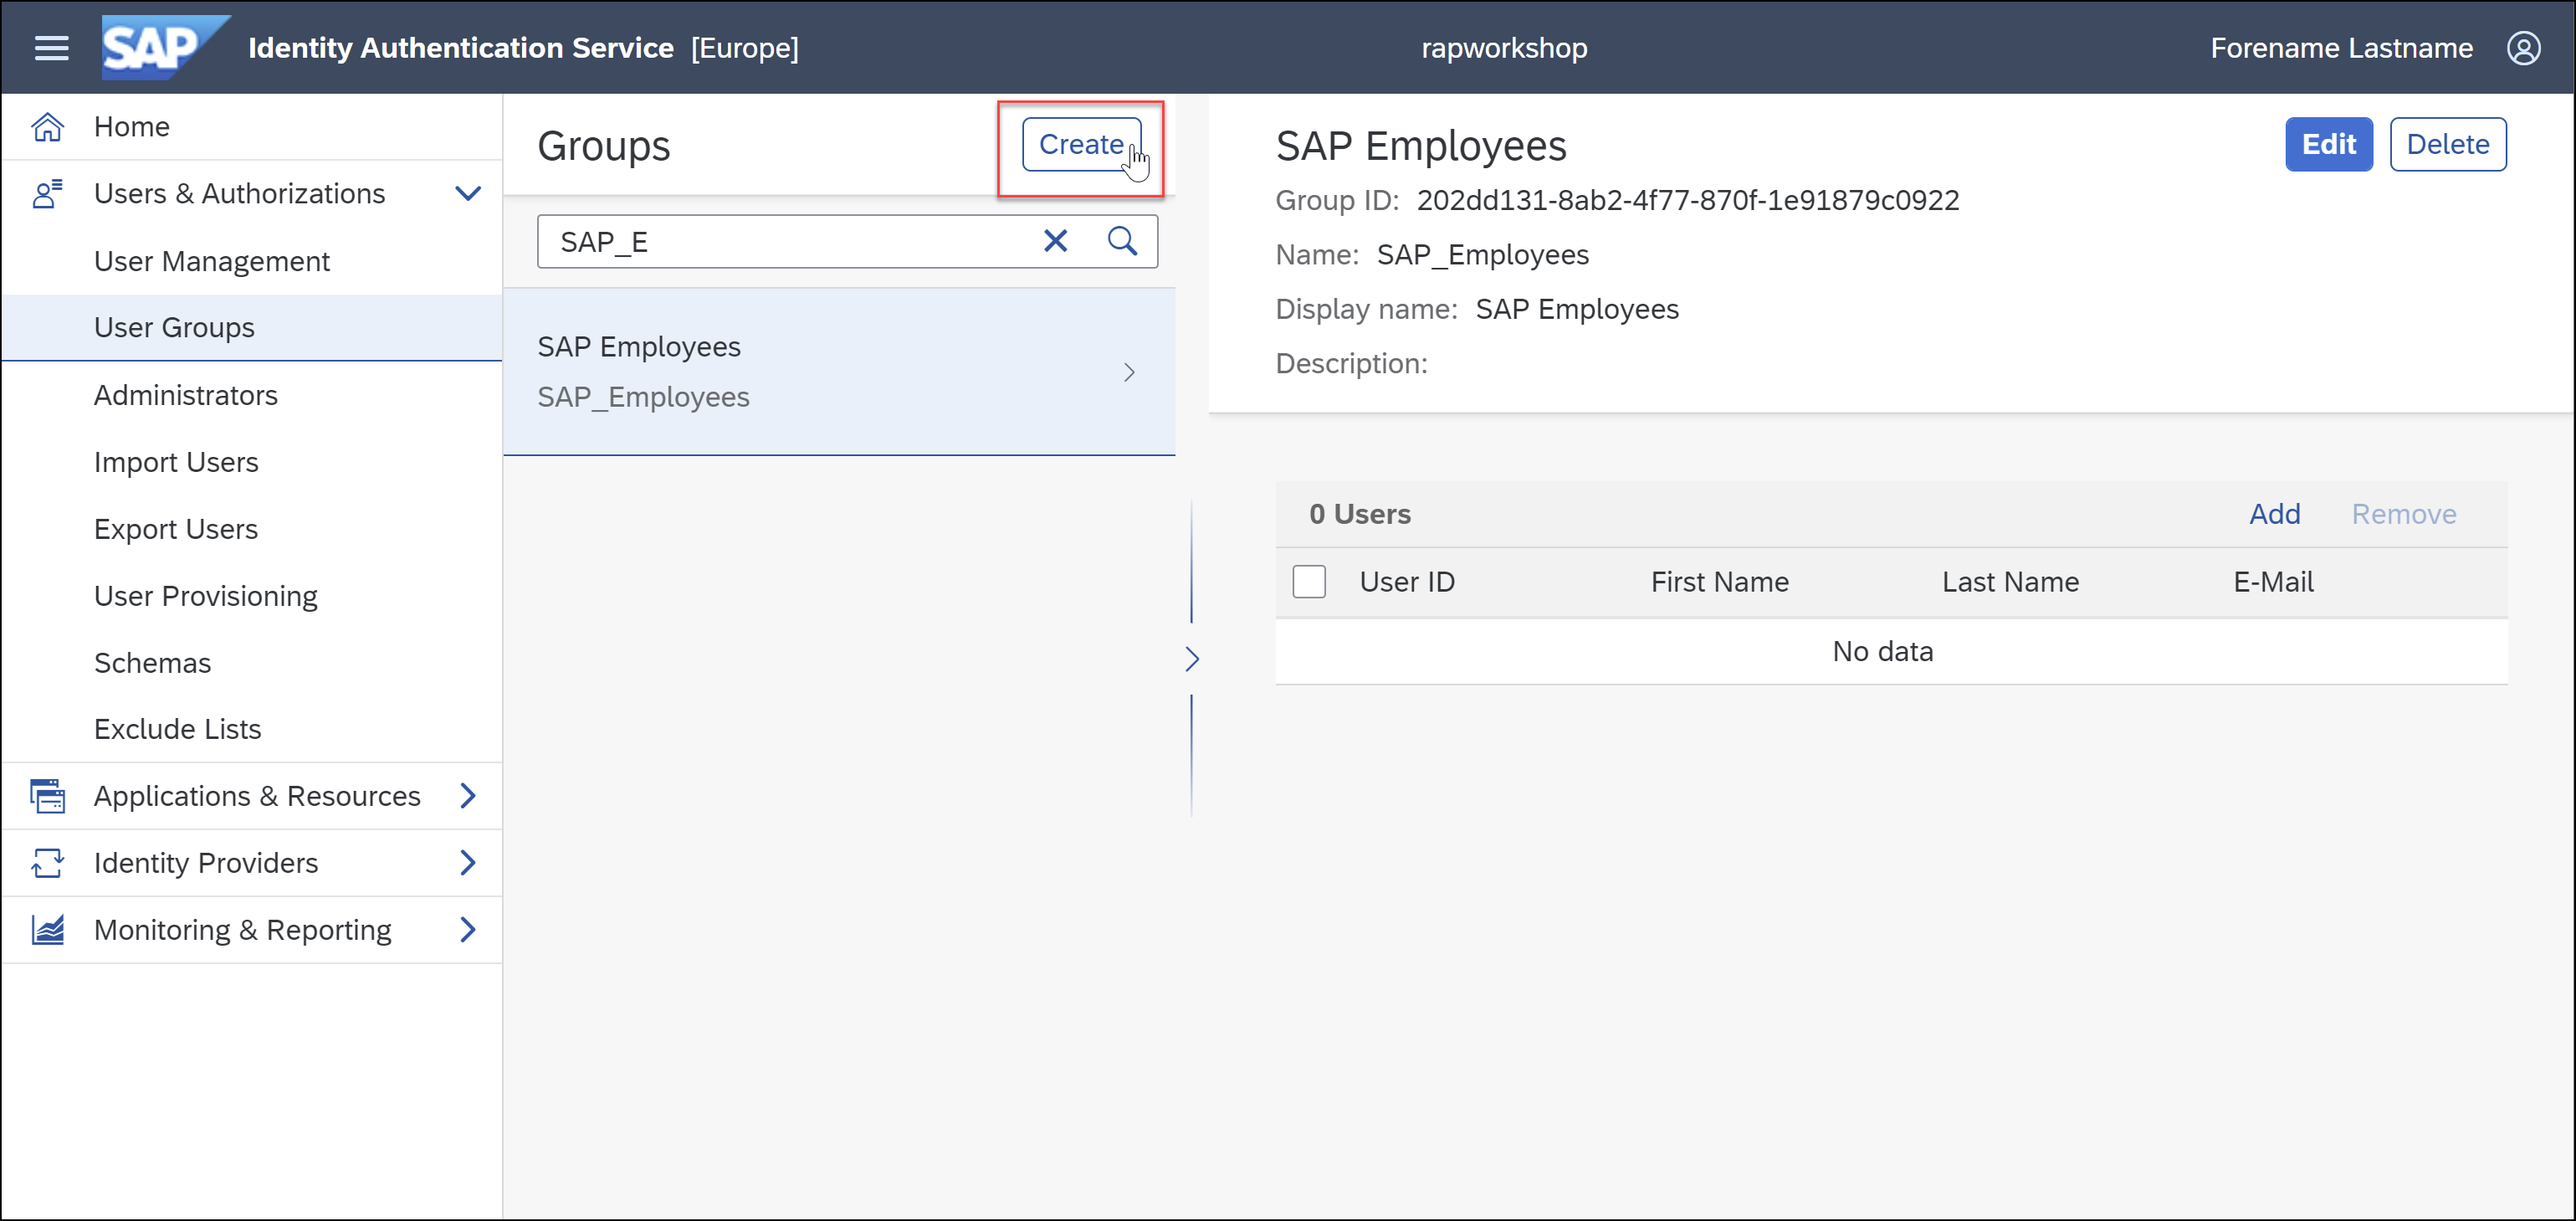 SAP Identity Authentication Service [Europe] rapworkshop Forename Lastname
Home
Users & Authorizations
User Management
User Groups
Administrators
Import Users
Export Users
User Provisioning
Schemas
Exclude Lists
Applications & Resources
Identity Providers
Monitoring & Reporting
Groups Create
SAP_E
SAP Employees
SAP_Employees
SAP Employees Edit Delete
Group ID: 202dd131-8ab2-4f77-870f-1e91879c0922
Name: SAP_Employees
Display name: SAP Employees
Description:
0 Users Add Remove
User ID First Name Last Name E-Mail
No data